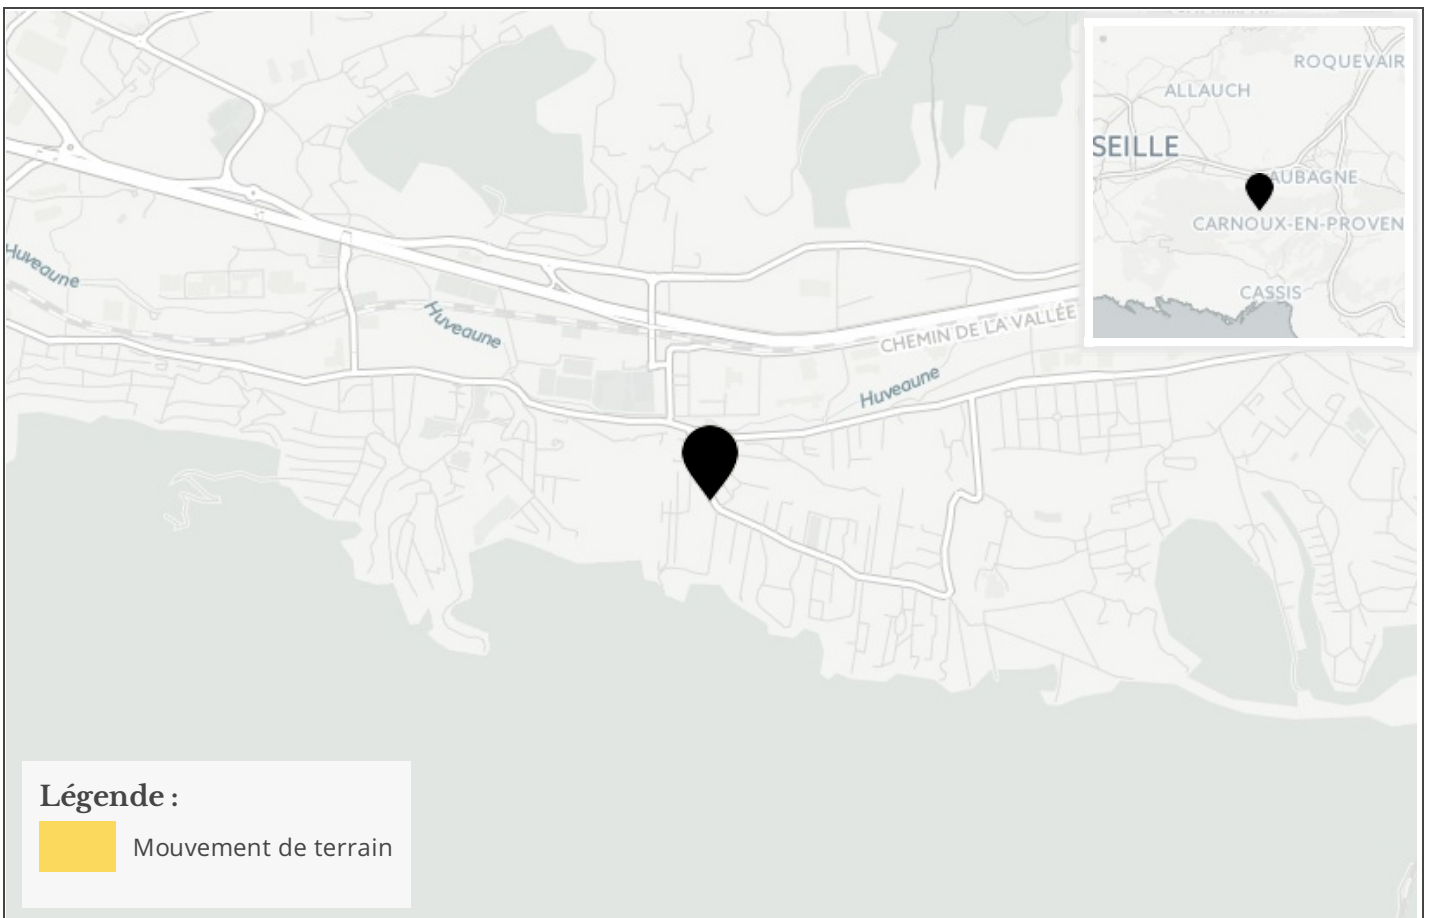 ROQUEVAIR
ALLAUCH
SEILLE
AUBAGNE
CARNOUX-EN-PROVEN
CASSIS
Huveaune
Huveaune
CHEMIN DE LA VALLÉE
Huveaune
Légende :
Mouvement de terrain